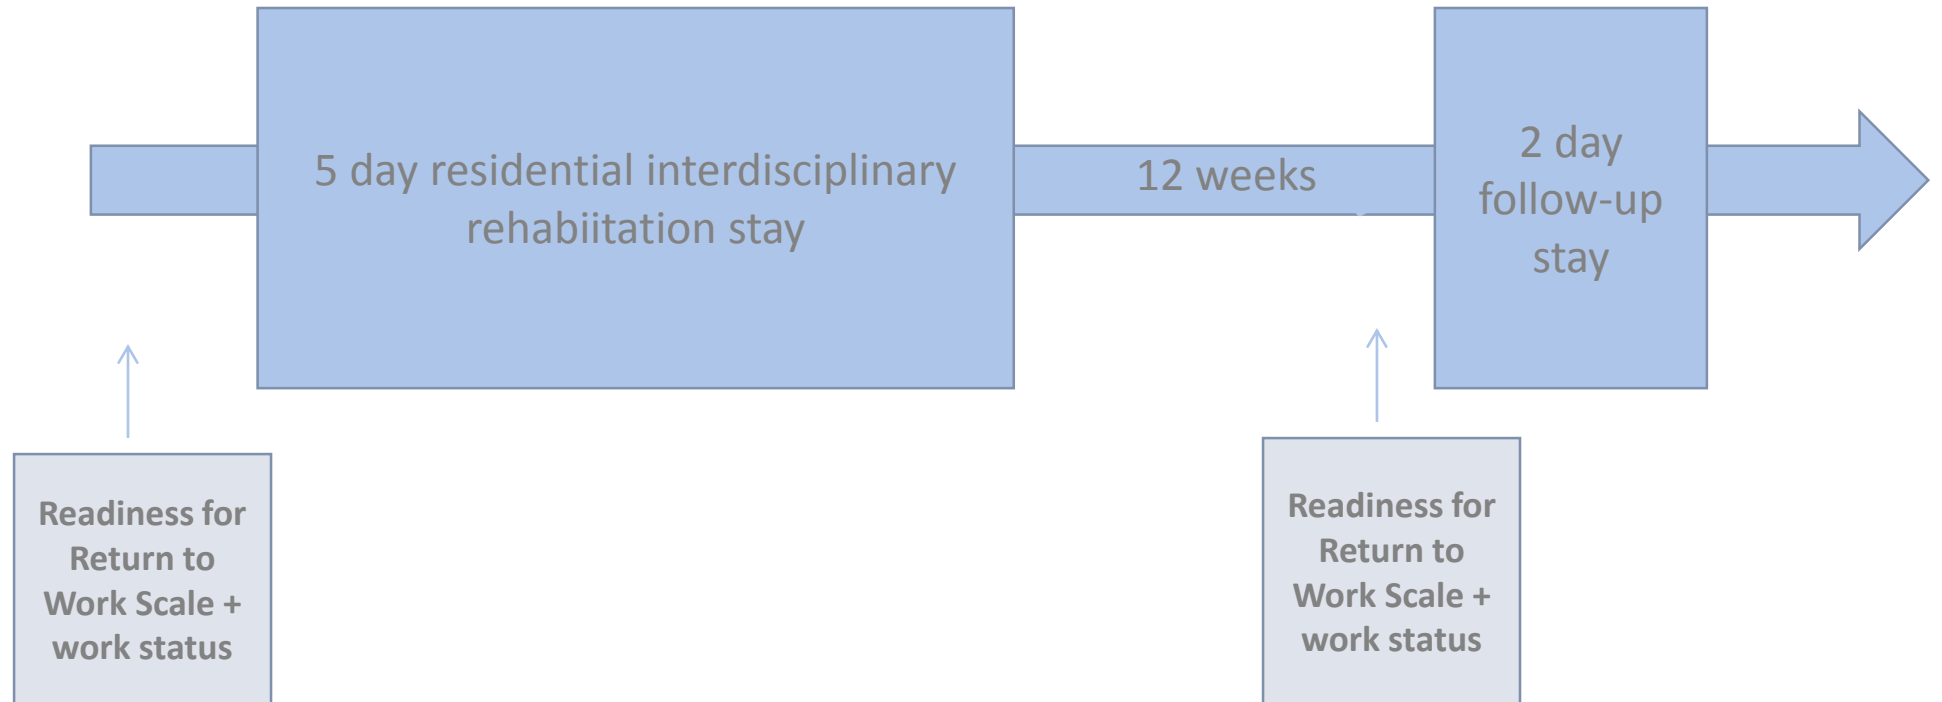 5 day residential interdisciplinary
rehabiitation stay
12 weeks
2 day
follow-up
stay
Readiness for
Return to
Work Scale +
work status
Readiness for
Return to
Work Scale +
work status